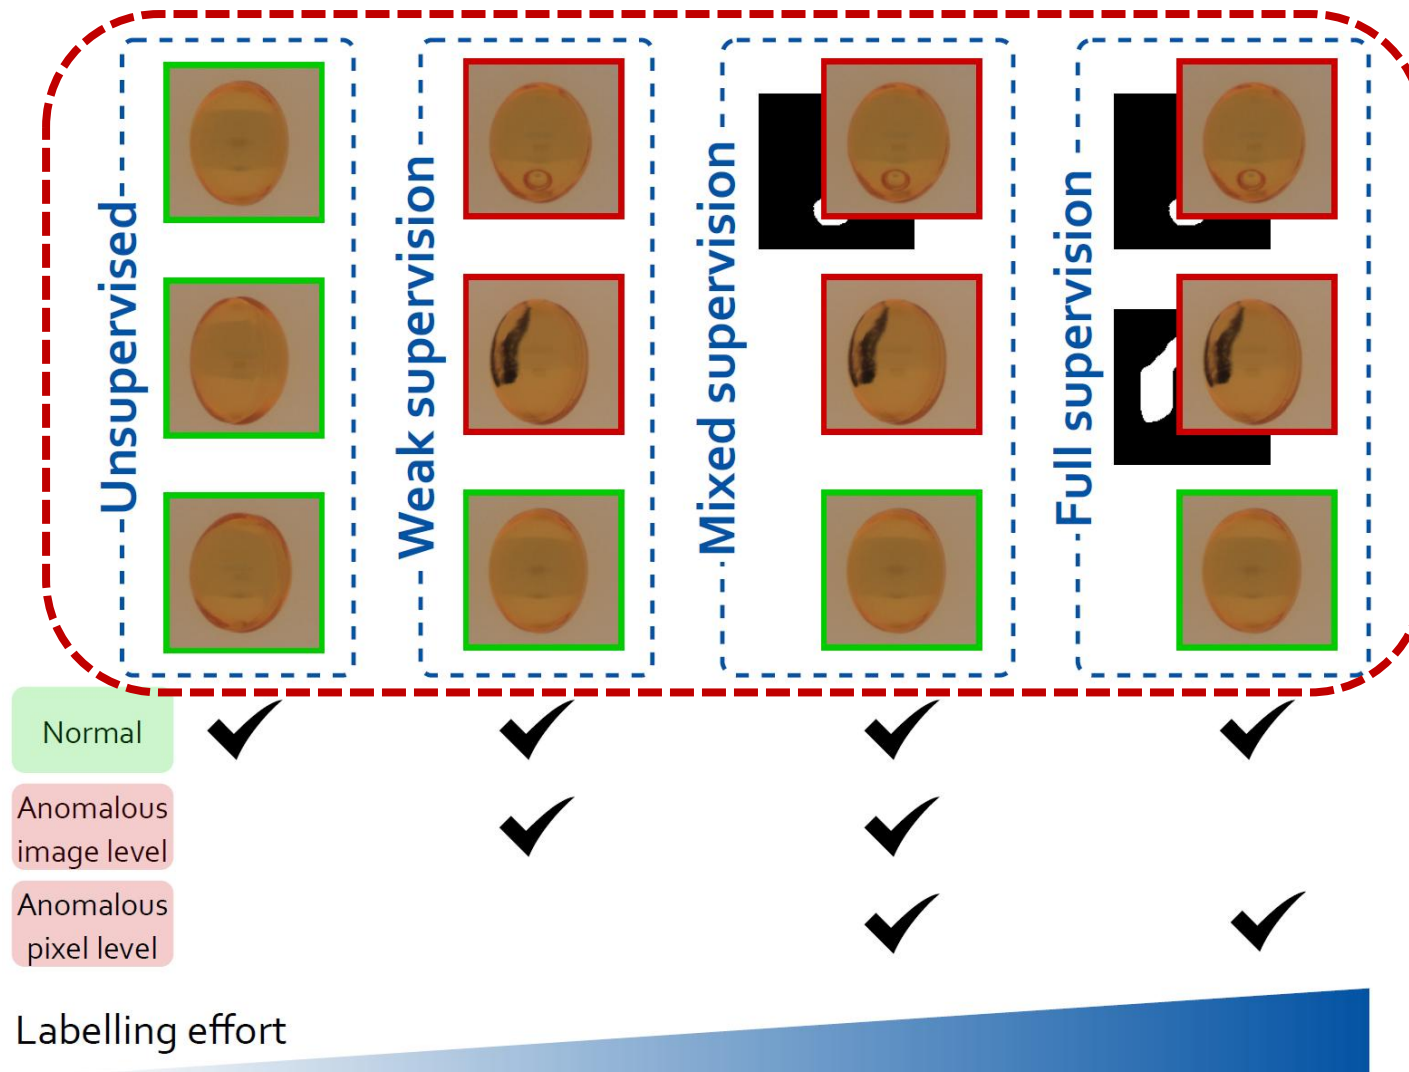 Unsupervised
Weak supervision
Mixed supervision
Full supervision
Normal
Anomalous
image level
Anomalous
pixel level
Labelling effort